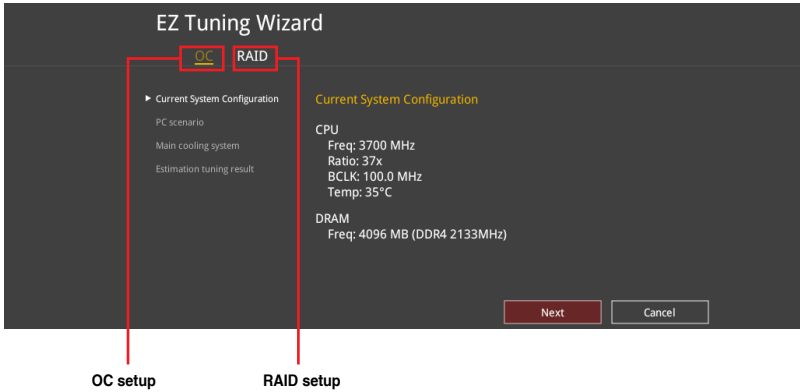 EZ Tuning Wizard
OC RAID
► Current System Configuration
PC scenario
Main cooling system
Estimation tuning result
Current System Configuration
CPU
Freq: 3700 MHz
Ratio: 37x
BCLK: 100.0 MHz
Temp: 35°C
DRAM
Freq: 4096 MB (DDR4 2133MHz)
Next Cancel
OC setup RAID setup